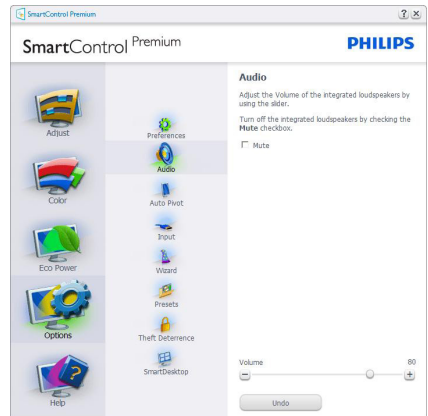 SmartControl Premium
SmartControl Premium
PHILIPS
Adjust
Color
Eco Power
Options
Help
Preferences
Audio
Auto Pivot
Input
Wizard
Presets
Theft Deterrence
SmartDesktop
Audio
Adjust the Volume of the integrated loudspeakers by
using the slider.
Turn off the integrated loudspeakers by checking the
Mute checkbox.
Mute
Volume 80
Undo